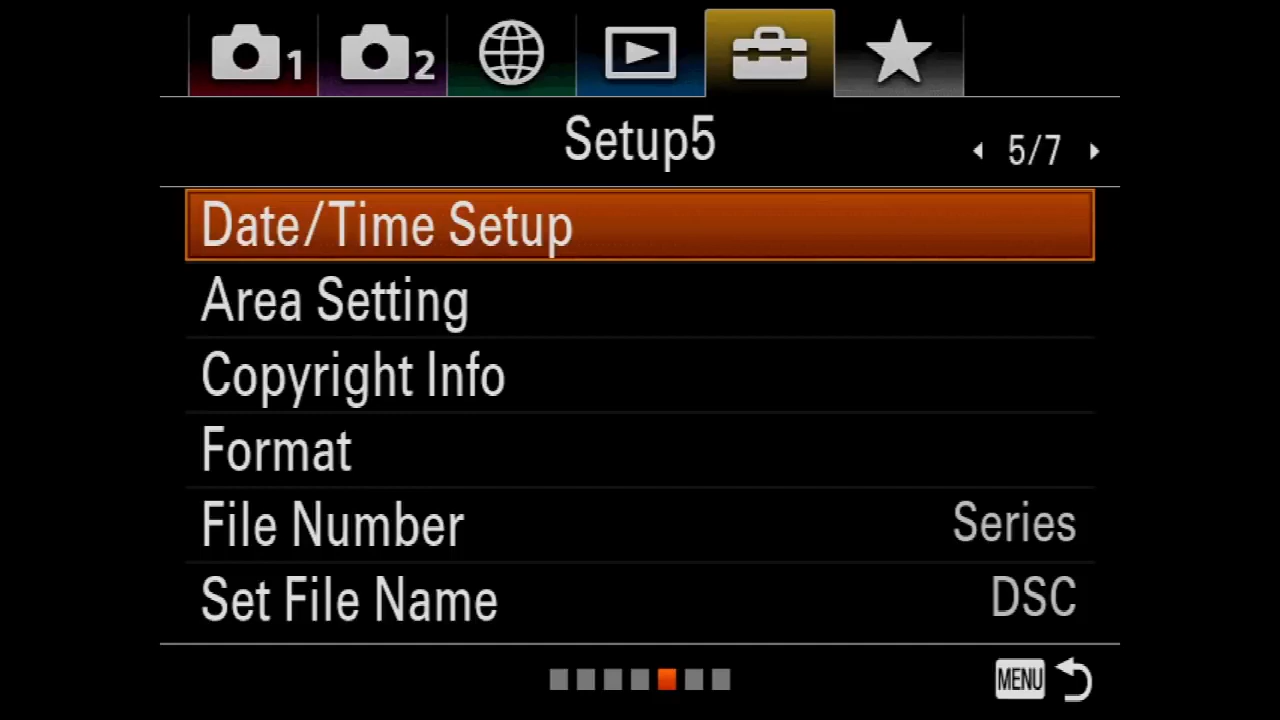 1 2
Setup5
5/7
Date/Time Setup
Area Setting
Copyright Info
Format
File Number Series
Set File Name DSC
MENU